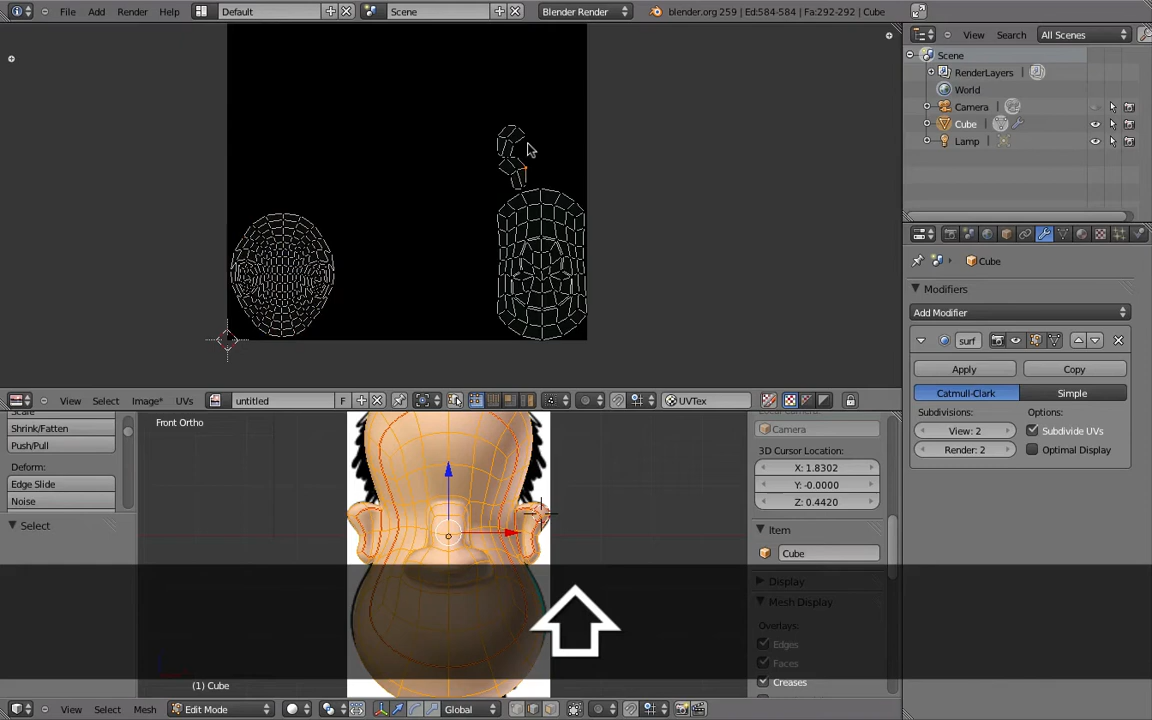 File Add Render Help Default Scene Blender Render blender.org 259 | Ed:584-584 | Fa:292-292 | Cube
View Search All Scenes
Scene
RenderLayers
World
Camera
Cube
Lamp
Cube
Modifiers
Add Modifier
surf
Apply Copy
Catmull-Clark Simple
Subdivisions: Options:
View: 2 Subdivide UVs
Render: 2 Optimal Display
View Select Image* UVs untitled F UVTex
Shrink/Fatten
Push/Pull
Deform:
Edge Slide
Noise
Select
Front Ortho
(1) Cube
Camera
3D Cursor Location:
X: 1.8302
Y: -0.0000
Z: 0.4420
Item
Cube
Display
Mesh Display
Overlays:
Edges
Faces
Creases
View Select Mesh Edit Mode Global